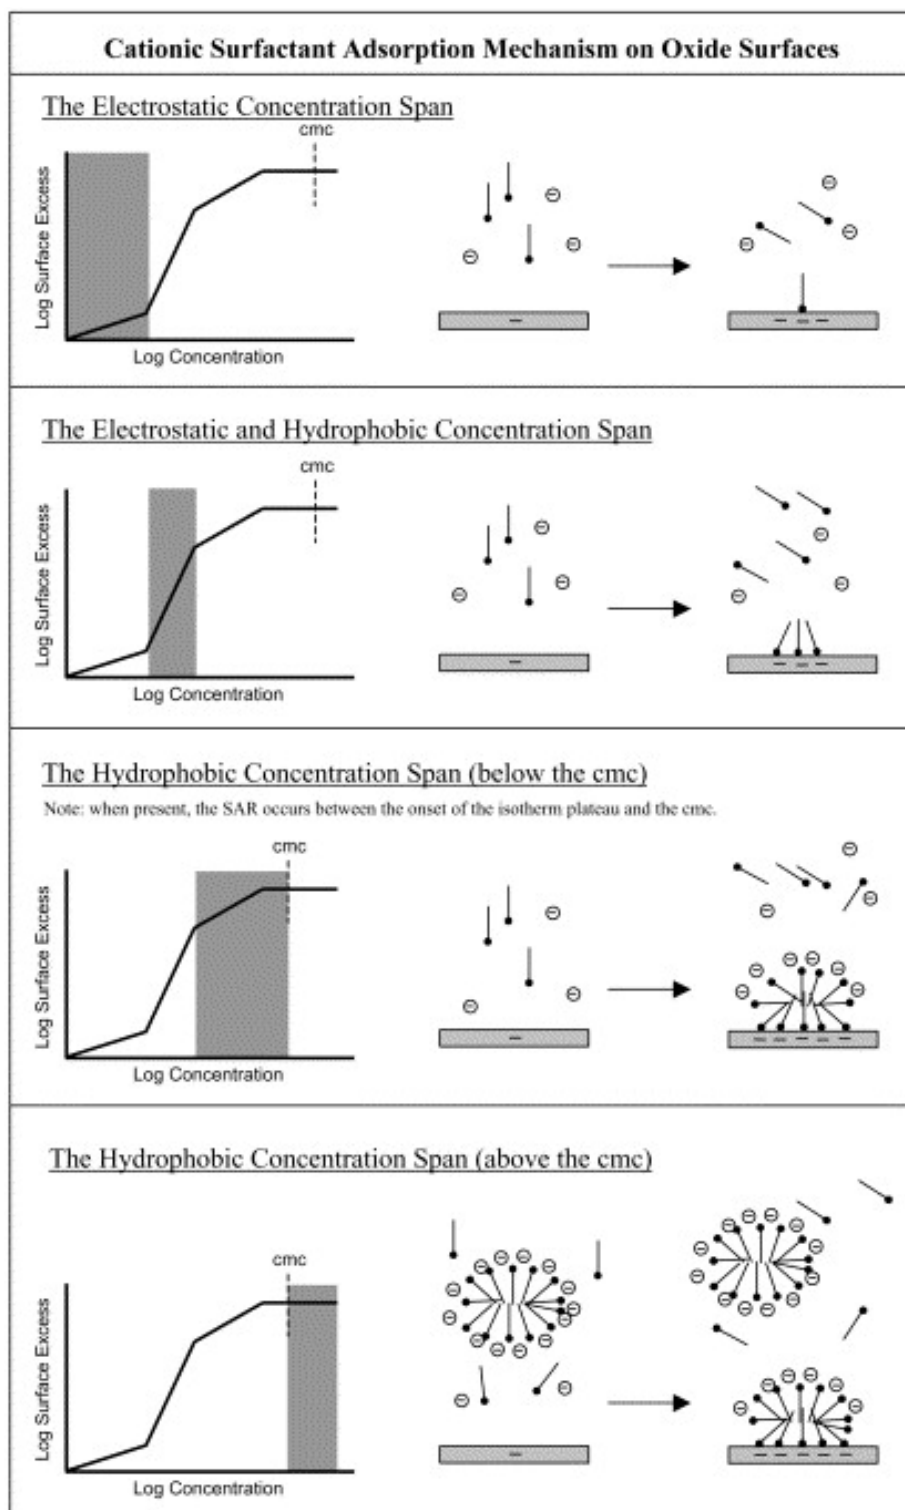 Cationic Surfactant Adsorption Mechanism on Oxide Surfaces
The Electrostatic Concentration Span
cmc
Log Surface Excess
Log Concentration
The Electrostatic and Hydrophobic Concentration Span
cmc
Log Surface Excess
Log Concentration
The Hydrophobic Concentration Span (below the cmc)
Note: when present, the SAR occurs between the onset of the isotherm plateau and the cmc.
cmc
Log Surface Excess
Log Concentration
The Hydrophobic Concentration Span (above the cmc)
cmc
Log Surface Excess
Log Concentration